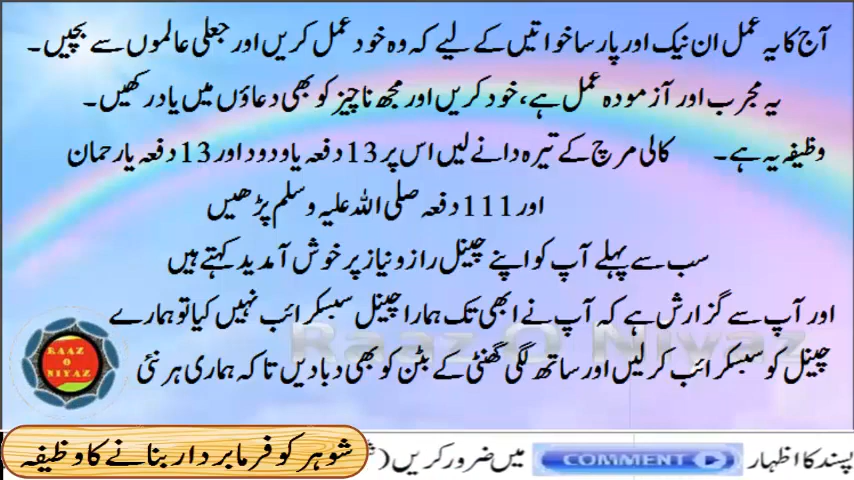 آج کا یہ عمل ان نیک اور پارسا خواتیں کے لیے کہ وہ خود عمل کریں اور جعلی عالموں سے بچیں۔
یہ مجرب اور آزمودہ عمل ہے، خود کریں اور مجھ ناچیز کو بھی دعاؤں میں یاد رکھیں۔
وظیفہ یہ ہے۔ کالی مرچ کے تیرہ دانے لیں اس پر 13 دفعہ یا ودود اور 13 دفعہ یا رحمان
اور 111 دفعہ صلی اللہ علیہ وسلم پڑھیں
سب سے پہلے آپ کو اپنے چینل راز و نیاز پر خوش آمدید کہتے ہیں
اور آپ سے گزارش ہے کہ آپ نے ابھی تک ہمارا چینل سبسکرائب نہیں کیا تو ہمارے
چینل کو سبسکرائب کر لیں اور ساتھ لگی گھنٹی کے بٹن کو بھی دبا دیں تاکہ ہماری ہر نئی
Raaz O Niyaz
RAAZ
O
NIYAZ
پسند کا اظہار COMMENT میں ضرور کریں (
شوہر کو فرمابردار بنانے کا وظیفہ